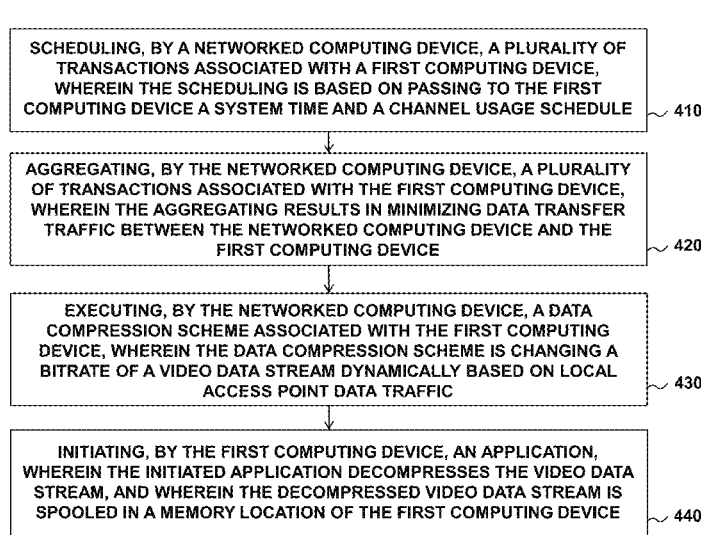 SCHEDULING, BY A NETWORKED COMPUTING DEVICE, A PLURALITY OF
TRANSACTIONS ASSOCIATED WITH A FIRST COMPUTING DEVICE,
WHEREIN THE SCHEDULING IS BASED ON PASSING TO THE FIRST
COMPUTING DEVICE A SYSTEM TIME AND A CHANNEL USAGE SCHEDULE
410
AGGREGATING, BY THE NETWORKED COMPUTING DEVICE, A PLURALITY
OF TRANSACTIONS ASSOCIATED WITH THE FIRST COMPUTING DEVICE,
WHEREIN THE AGGREGATING RESULTS IN MINIMIZING DATA TRANSFER
TRAFFIC BETWEEN THE NETWORKED COMPUTING DEVICE AND THE
FIRST COMPUTING DEVICE
420
EXECUTING, BY THE NETWORKED COMPUTING DEVICE, A DATA
COMPRESSION SCHEME ASSOCIATED WITH THE FIRST COMPUTING
DEVICE, WHEREIN THE DATA COMPRESSION SCHEME IS CHANGING A
BITRATE OF A VIDEO DATA STREAM DYNAMICALLY BASED ON LOCAL
ACCESS POINT DATA TRAFFIC
430
INITIATING, BY THE FIRST COMPUTING DEVICE, AN APPLICATION,
WHEREIN THE INITIATED APPLICATION DECOMPRESSES THE VIDEO DATA
STREAM, AND WHEREIN THE DECOMPRESSED VIDEO DATA STREAM IS
SPOOLED IN A MEMORY LOCATION OF THE FIRST COMPUTING DEVICE
440